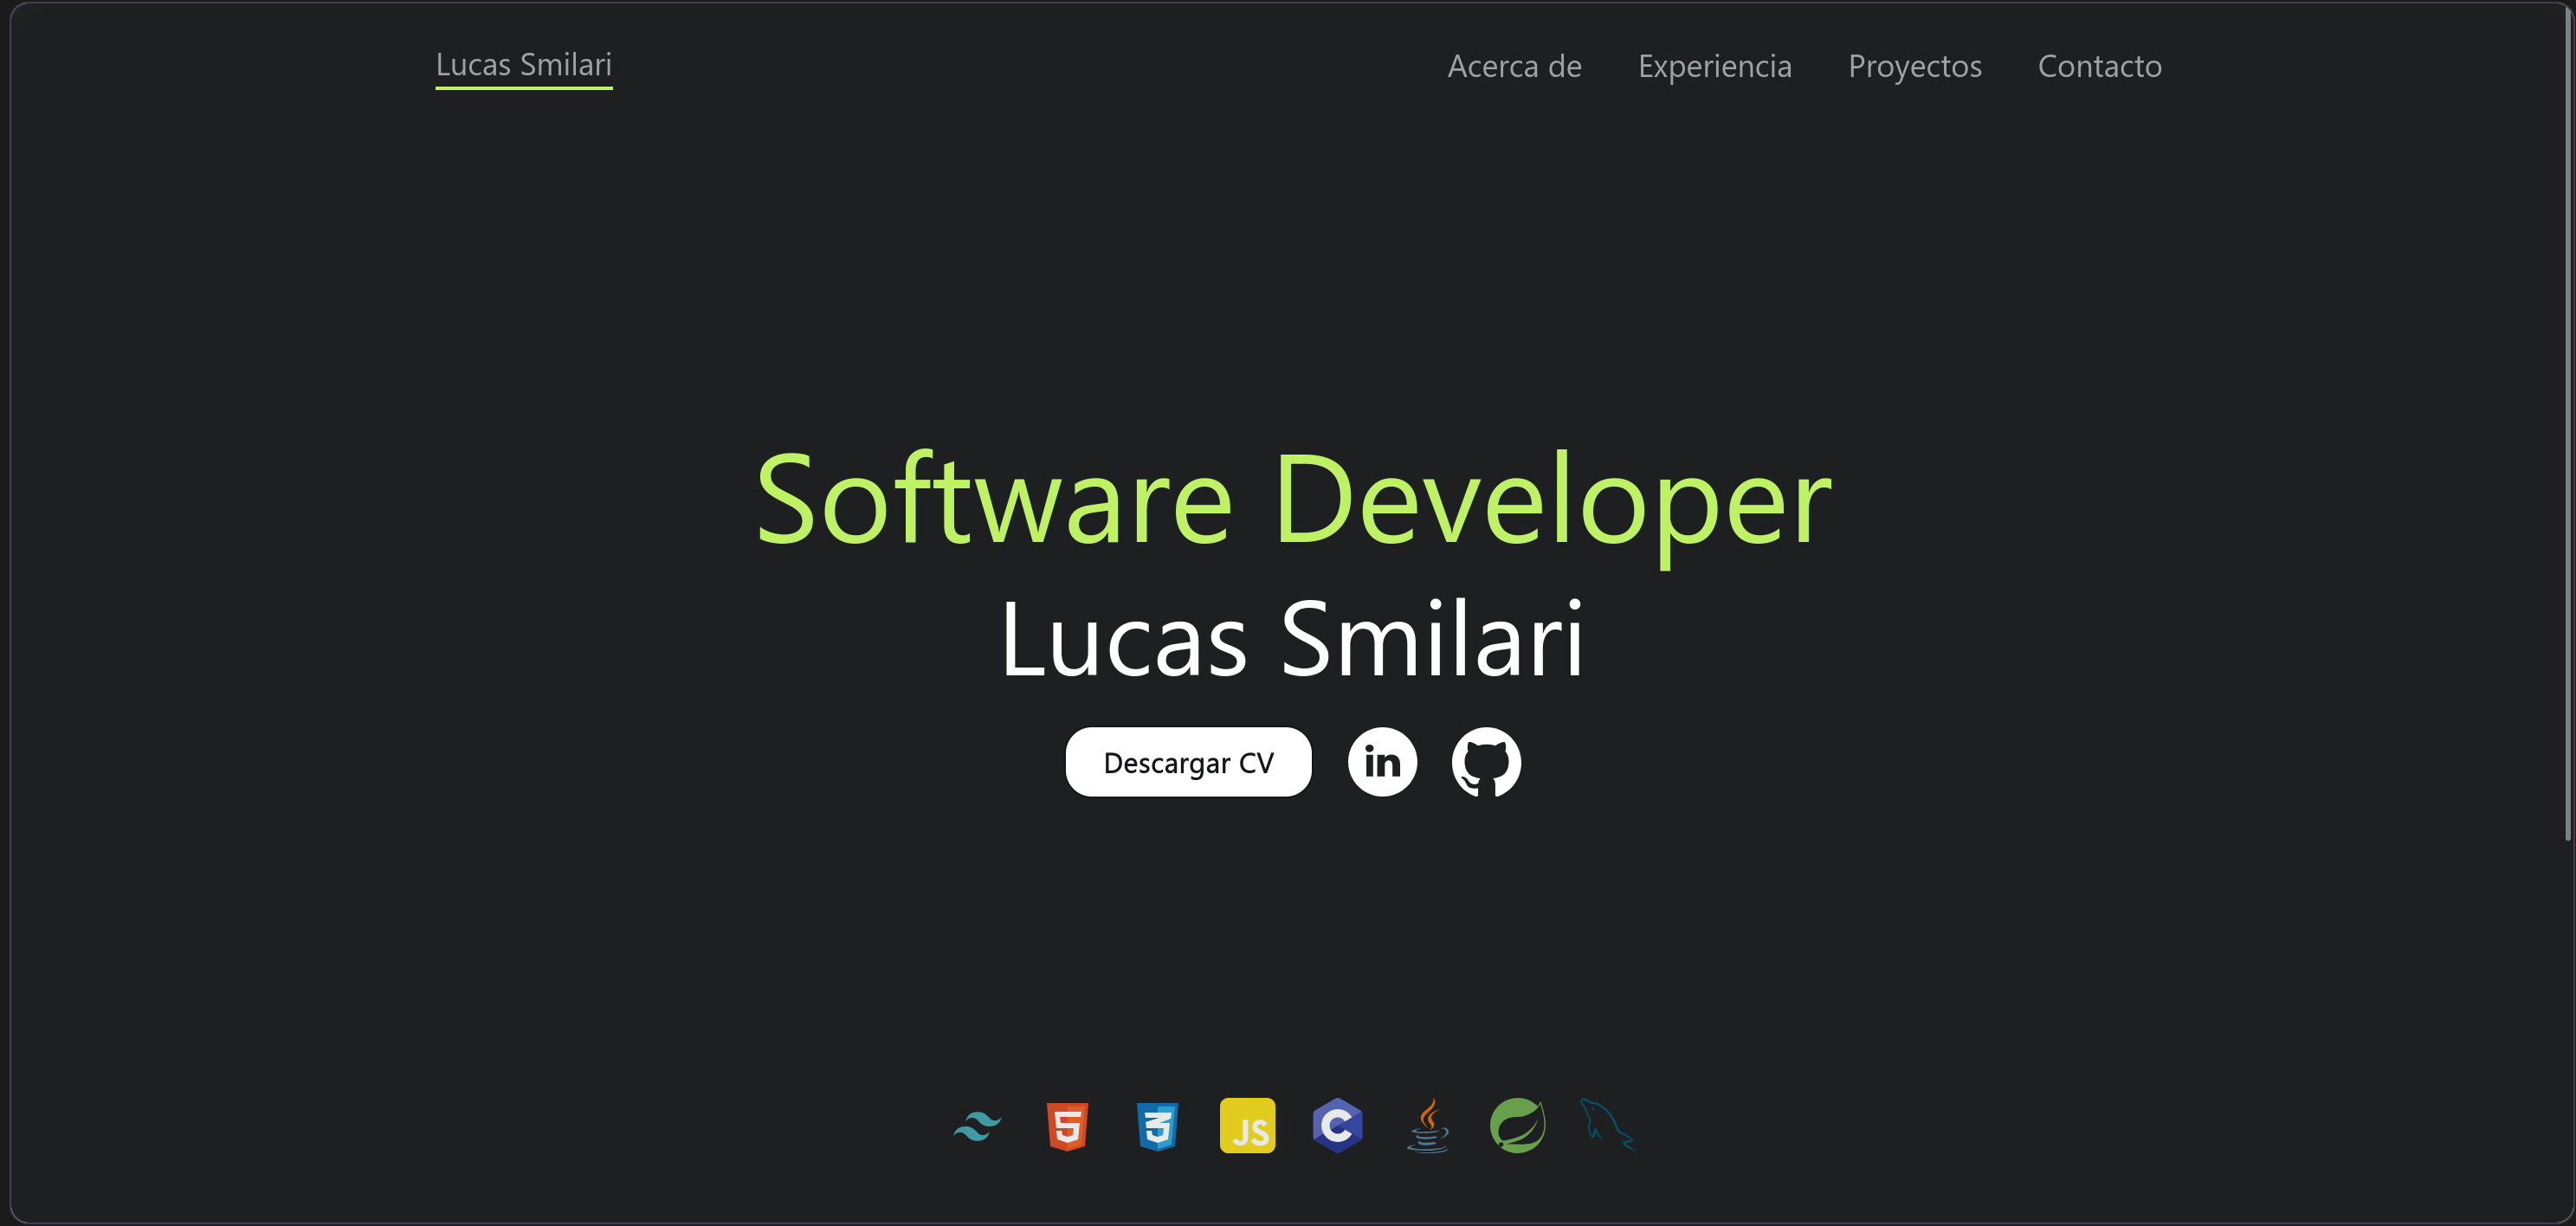 Lucas Smilari
Acerca de Experiencia Proyectos Contacto
Software Developer
Lucas Smilari
Descargar CV in
5 3 JS C